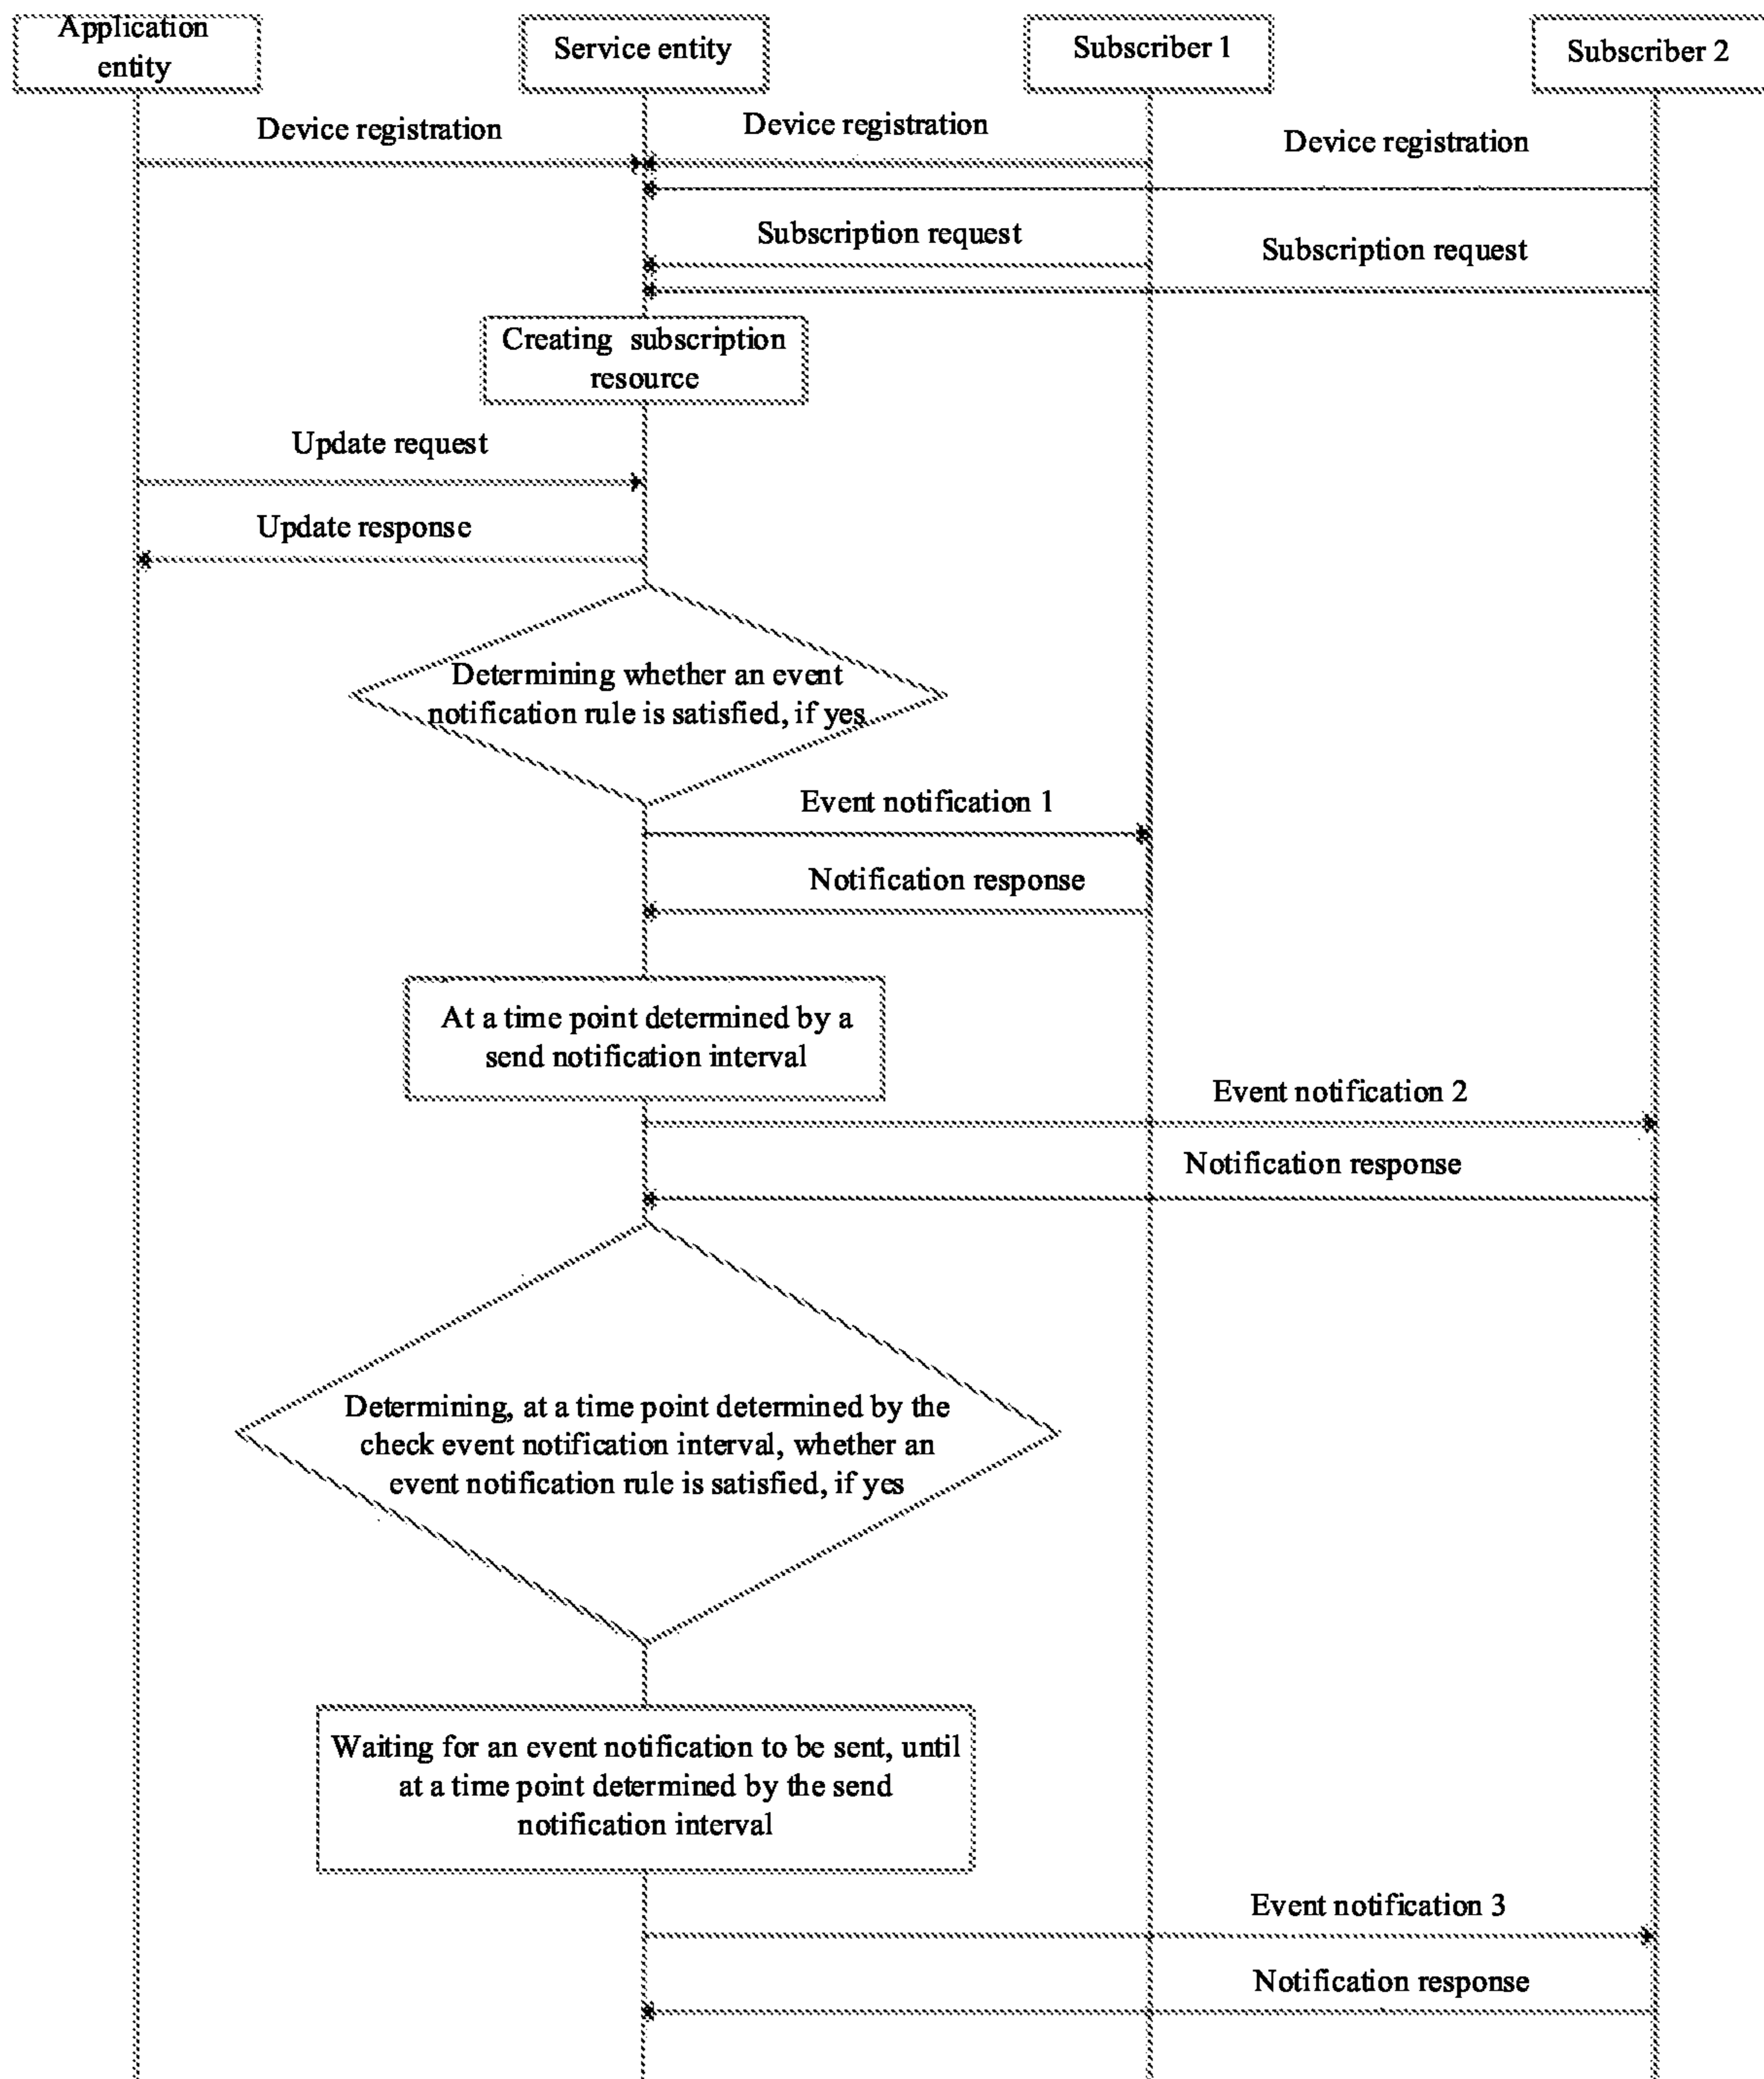 Application
entity
Service entity
Subscriber 1
Subscriber 2
Device registration
Device registration
Device registration
Subscription request
Subscription request
Creating subscription
resource
Update request
Update response
Determining whether an event
notification rule is satisfied, if yes
Event notification 1
Notification response
At a time point determined by a
send notification interval
Event notification 2
Notification response
Determining, at a time point determined by the
check event notification interval, whether an
event notification rule is satisfied, if yes
Waiting for an event notification to be sent, until
at a time point determined by the send
notification interval
Event notification 3
Notification response